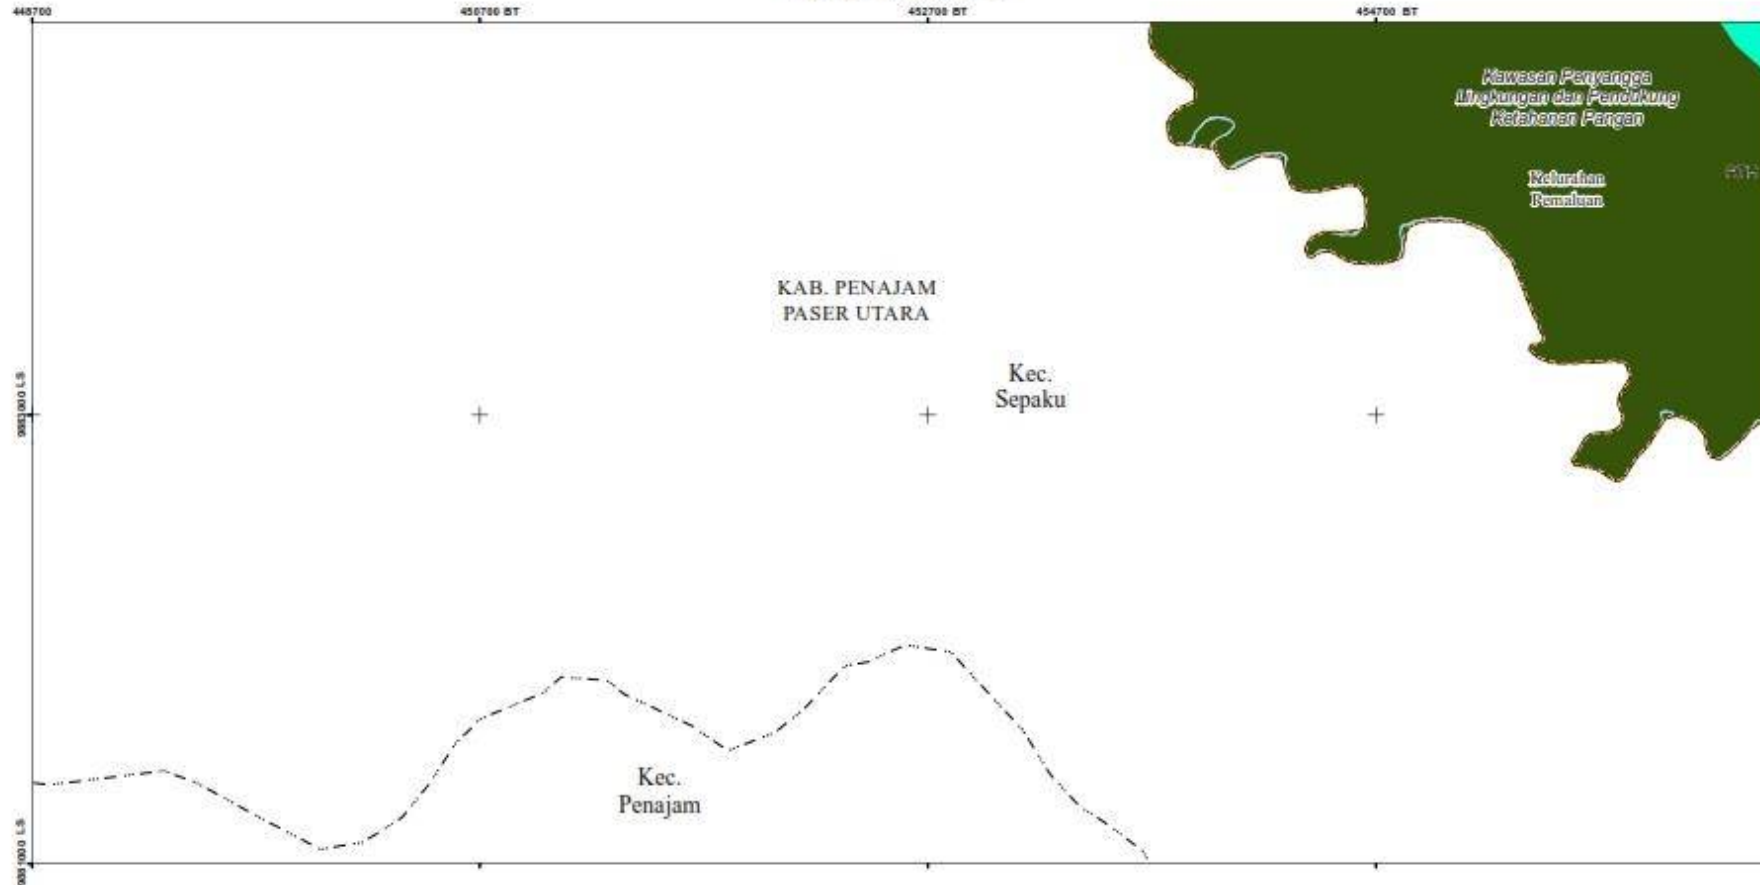 448700
450700 BT
452700 BT
454700 BT
Kawasan Penyangga
Lingkungan dan Pendukung
Ketahanan Pangan
Kelurahan
Pemaluan
KAB. PENAJAM
PASER UTARA
Kec.
Sepaku
Kec.
Penajam